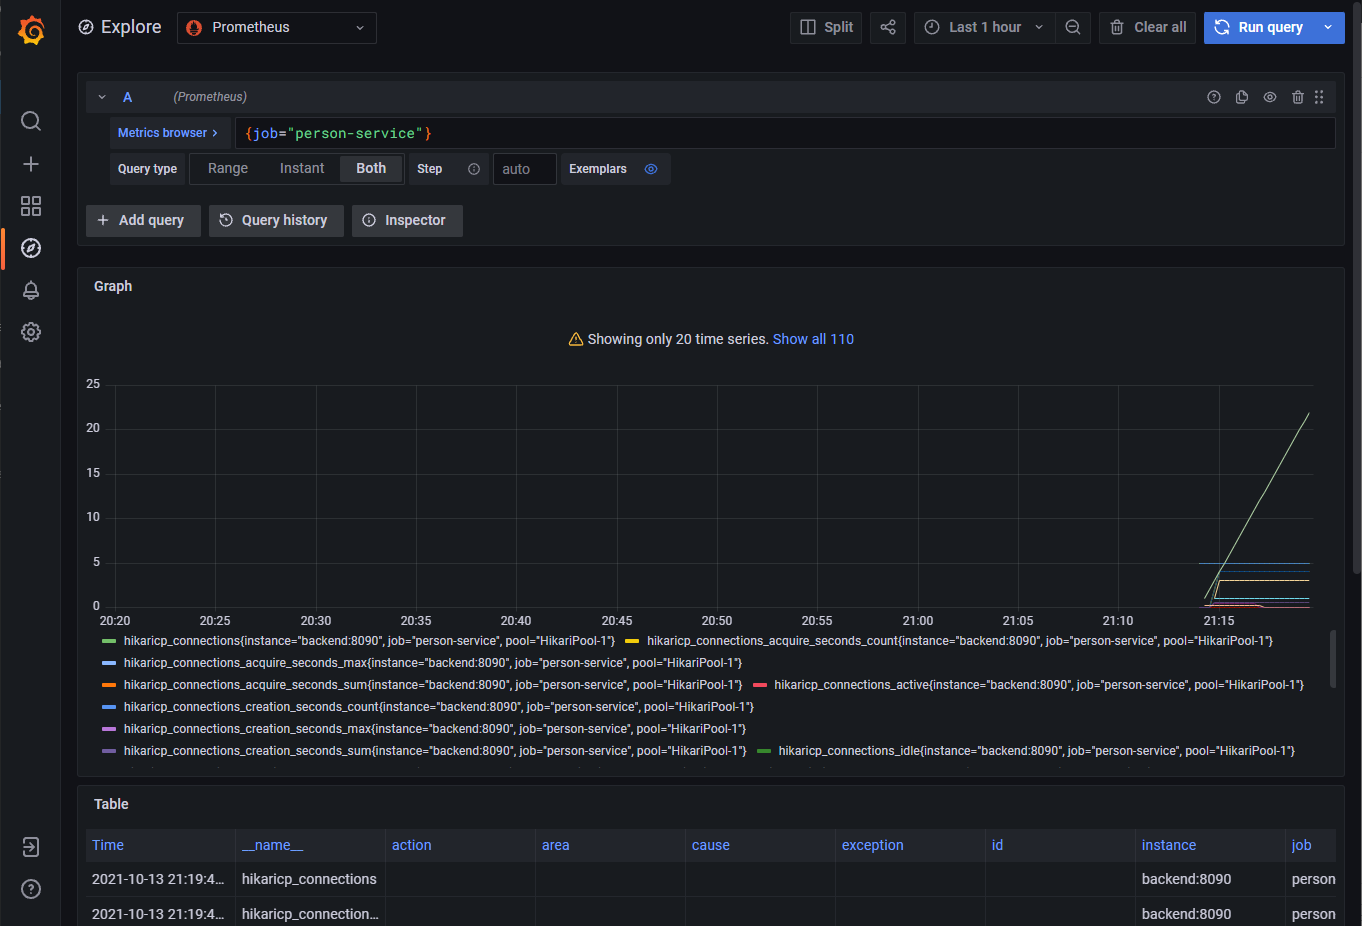 Explore Prometheus Split Last 1 hour Clear all Run query
A (Prometheus)
Metrics browser > {job="person-service"}
Query type Range Instant Both Step auto Exemplars
+ Add query Query history Inspector
Graph
Showing only 20 time series. Show all 110
25
20
15
10
5
0
20:20 20:25 20:30 20:35 20:40 20:45 20:50 20:55 21:00 21:05 21:10 21:15
hikaricp_connections{instance="backend:8090", job="person-service", pool="HikariPool-1"} hikaricp_connections_acquire_seconds_count{instance="backend:8090", job="person-service", pool="HikariPool-1"}
hikaricp_connections_acquire_seconds_max{instance="backend:8090", job="person-service", pool="HikariPool-1"}
hikaricp_connections_acquire_seconds_sum{instance="backend:8090", job="person-service", pool="HikariPool-1"} hikaricp_connections_active{instance="backend:8090", job="person-service", pool="HikariPool-1"}
hikaricp_connections_creation_seconds_count{instance="backend:8090", job="person-service", pool="HikariPool-1"}
hikaricp_connections_creation_seconds_max{instance="backend:8090", job="person-service", pool="HikariPool-1"}
hikaricp_connections_creation_seconds_sum{instance="backend:8090", job="person-service", pool="HikariPool-1"} hikaricp_connections_idle{instance="backend:8090", job="person-service", pool="HikariPool-1"}
Table
Time __name__ action area cause exception id instance job
2021-10-13 21:19:4... hikaricp_connections backend:8090 person
2021-10-13 21:19:4... hikaricp_connection... backend:8090 person